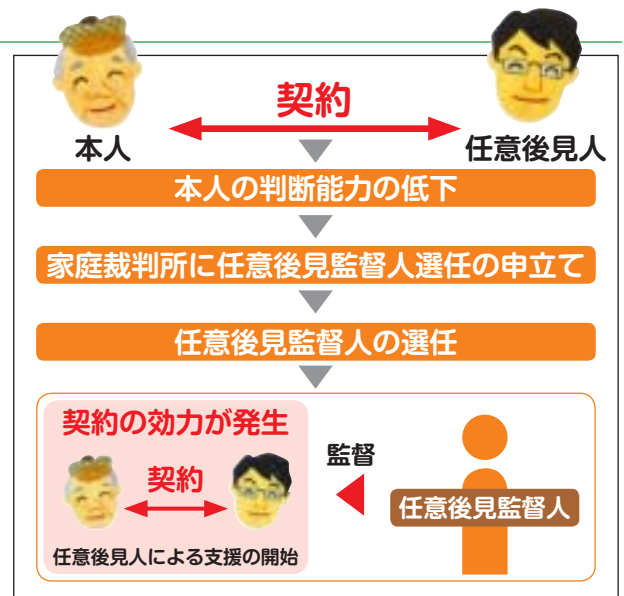 契約
本人
任意後見人
本人の判断能力の低下
家庭裁判所に任意後見監督人選任の申立て
任意後見監督人の選任
契約の効力が発生
契約
任意後見人による支援の開始
監督
任意後見監督人